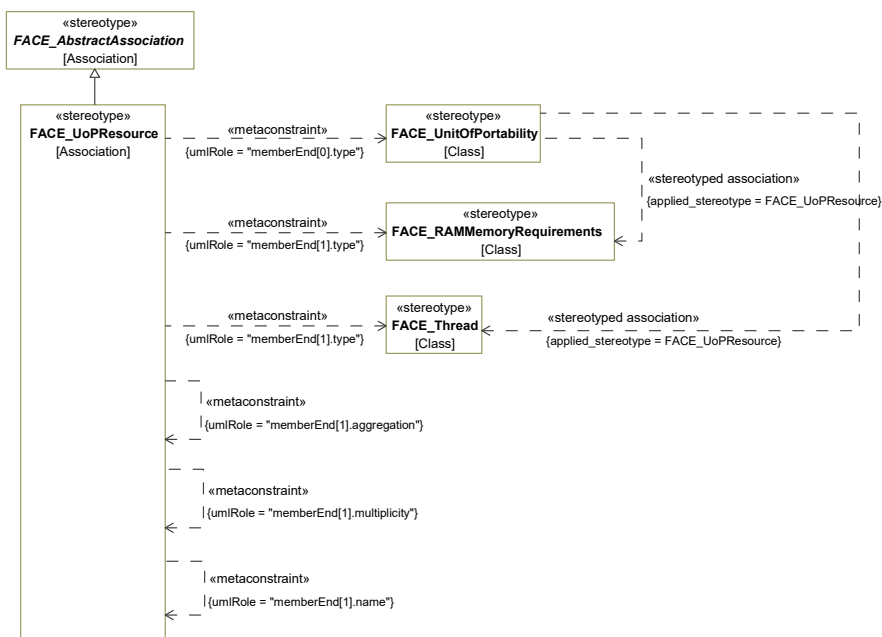 «stereotype»
FACE_AbstractAssociation
[Association]
«stereotype»
FACE_UoPResource
[Association]
«metaconstraint»
{umlRole = "memberEnd[0].type"}
«stereotype»
FACE_UnitOfPortability
[Class]
«stereotyped association»
{applied_stereotype = FACE_UoPResource}
«metaconstraint»
{umlRole = "memberEnd[1].type"}
«stereotype»
FACE_RAMMemoryRequirements
[Class]
«metaconstraint»
{umlRole = "memberEnd[1].type"}
«stereotype»
FACE_Thread
[Class]
«stereotyped association»
{applied_stereotype = FACE_UoPResource}
«metaconstraint»
{umlRole = "memberEnd[1].aggregation"}
«metaconstraint»
{umlRole = "memberEnd[1].multiplicity"}
«metaconstraint»
{umlRole = "memberEnd[1].name"}